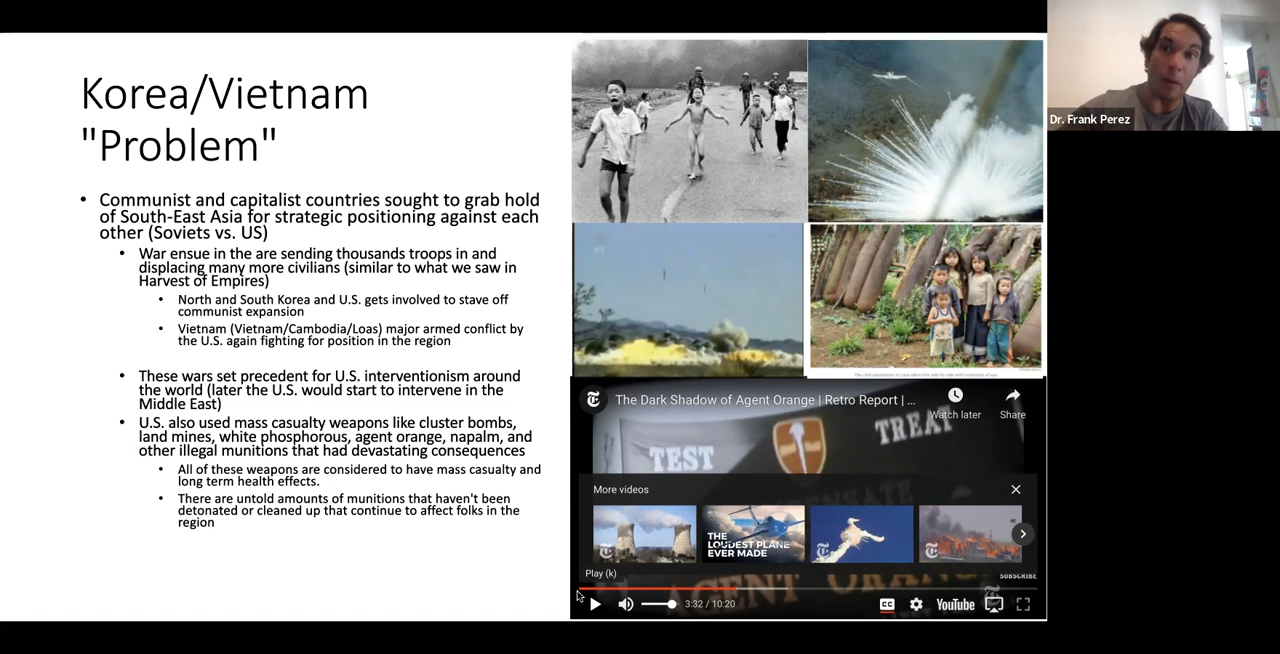 Korea/Vietnam
"Problem"
• Communist and capitalist countries sought to grab hold
of South-East Asia for strategic positioning against each
other (Soviets vs. US)
• War ensue in the are sending thousands troops in and
displacing many more civilians (similar to what we saw in
Harvest of Empires)
• North and South Korea and U.S. gets involved to stave off
communist expansion
• Vietnam (Vietnam/Cambodia/Loas) major armed conflict by
the U.S. again fighting for position in the region
• These wars set precedent for U.S. interventionism around
the world (later the U.S. would start to intervene in the
Middle East)
• U.S. also used mass casualty weapons like cluster bombs,
land mines, white phosphorous, agent orange, napalm, and
other illegal munitions that had devastating consequences
• All of these weapons are considered to have mass casualty and
long term health effects.
• There are untold amounts of munitions that haven't been
detonated or cleaned up that continue to affect folks in the
region
The Dark Shadow of Agent Orange | Retro Report | ...
Watch later
Share
TEST
TREAT
More videos
THE
LOUDEST PLANE
EVER MADE
Play (k)
SUBSCRIBE
AGENT ORANG
3:32 / 10:20
CC
YouTube
Dr. Frank Perez